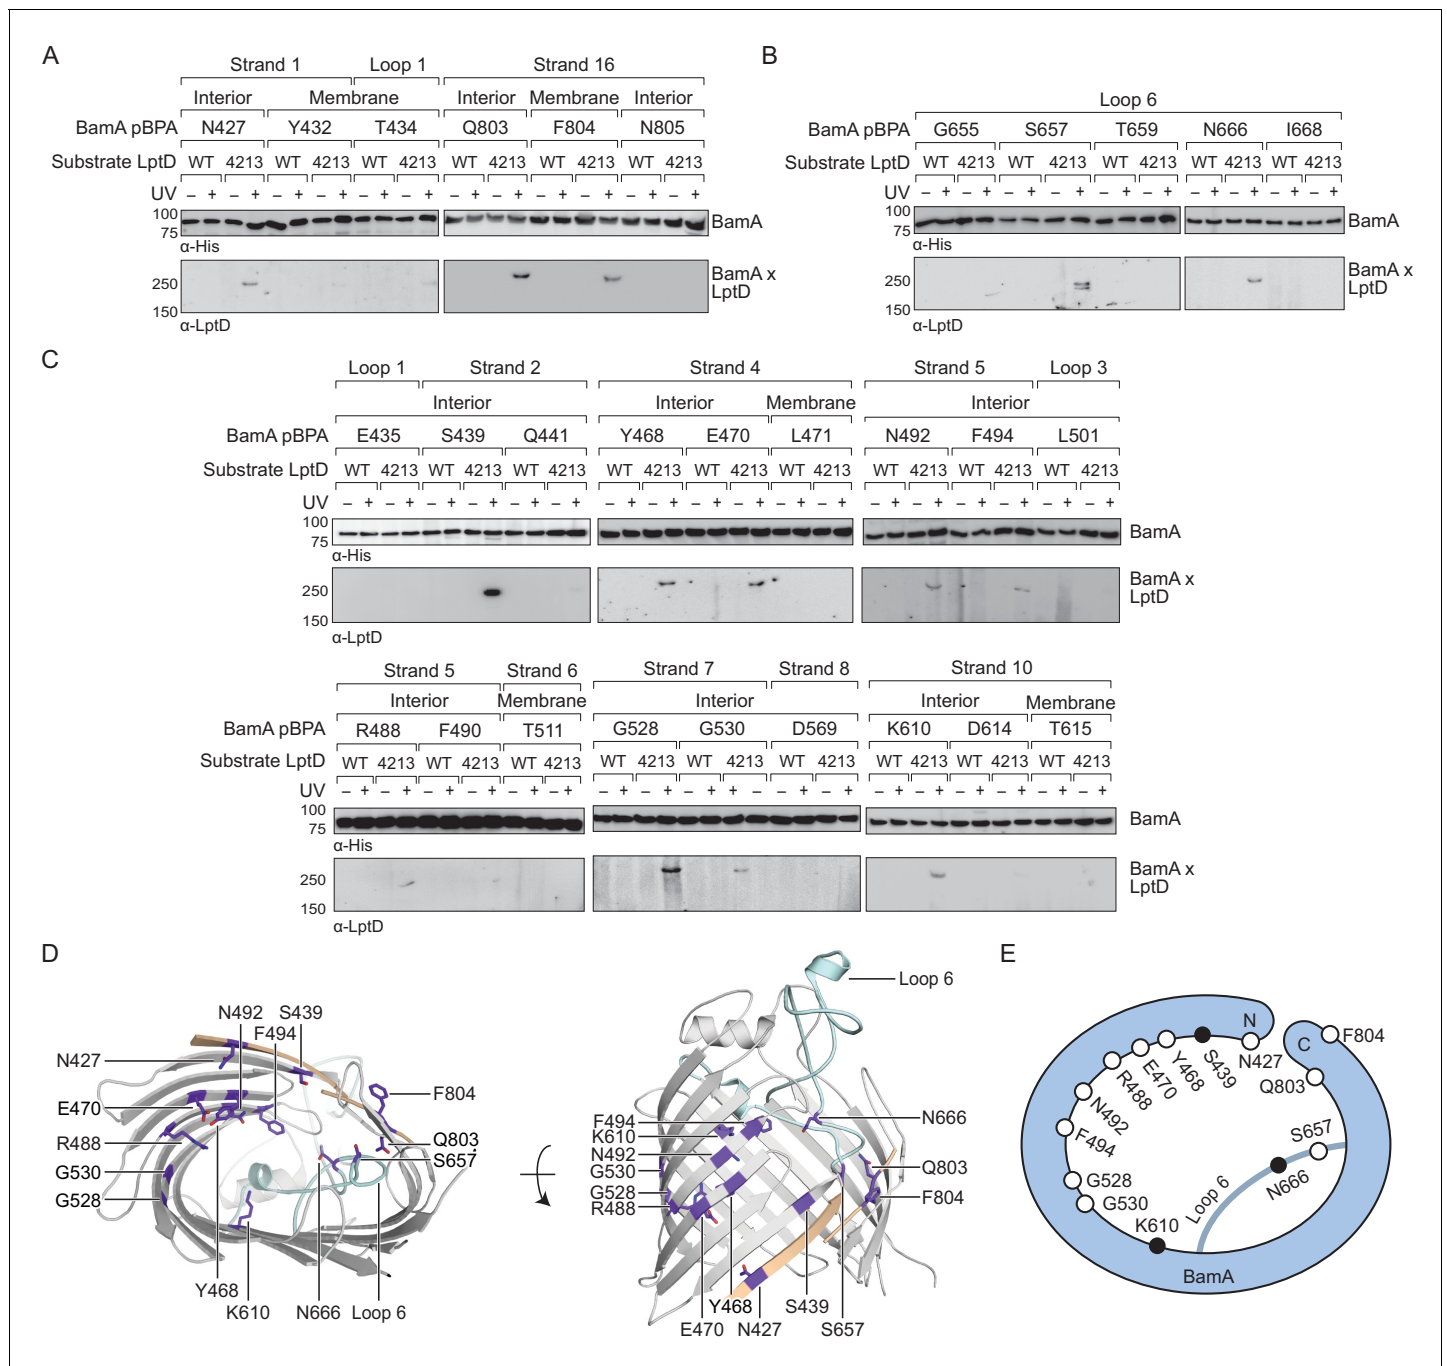 A
Strand 1 Loop 1 Strand 16
Interior Membrane Interior Membrane Interior
BamA pBPA N427 Y432 T434 Q803 F804 N805
Substrate LptD WT 4213 WT 4213 WT 4213 WT 4213 WT 4213 WT 4213
UV – + – + – + – + – + – + – + – + – + – + – + – +
100
75
BamA
α-His
250
150
BamA x
LptD
α-LptD
B
Loop 6
BamA pBPA G655 S657 T659 N666 I668
Substrate LptD WT 4213 WT 4213 WT 4213 WT 4213 WT 4213
UV – + – + – + – + – + – + – + – + – + – +
100
75
BamA
α-His
250
150
BamA x
LptD
α-LptD
C
Loop 1 Strand 2 Strand 4 Strand 5 Loop 3
Interior Interior Membrane Interior
BamA pBPA E435 S439 Q441 Y468 E470 L471 N492 F494 L501
Substrate LptD WT 4213 WT 4213 WT 4213 WT 4213 WT 4213 WT 4213 WT 4213 WT 4213 WT 4213
UV – + – + – + – + – + – + – + – + – + – + – + – + – + – + – + – + – + – +
100
75
BamA
α-His
250
150
BamA x
LptD
α-LptD
Strand 5 Strand 6 Strand 7 Strand 8 Strand 10
Interior Membrane Interior Interior Membrane
BamA pBPA R488 F490 T511 G528 G530 D569 K610 D614 T615
Substrate LptD WT 4213 WT 4213 WT 4213 WT 4213 WT 4213 WT 4213 WT 4213 WT 4213 WT 4213
UV – + – + – + – + – + – + – + – + – + + – – + – + – + – + – + – + – + – +
100
75
BamA
α-His
250
150
BamA x
LptD
α-LptD
D
N492 S439
F494
N427
E470
R488
G530
G528
F804
Q803
S657
Y468
K610 N666 Loop 6
Loop 6
F494
K610
N492
G530
G528
R488
N666
Q803
F804
Y468 S439
E470 N427 S657
E
N
C
F804
N427
Q803
S439
Y468
E470
R488
N492
F494
G528
G530
K610
S657
N666
Loop 6
BamA